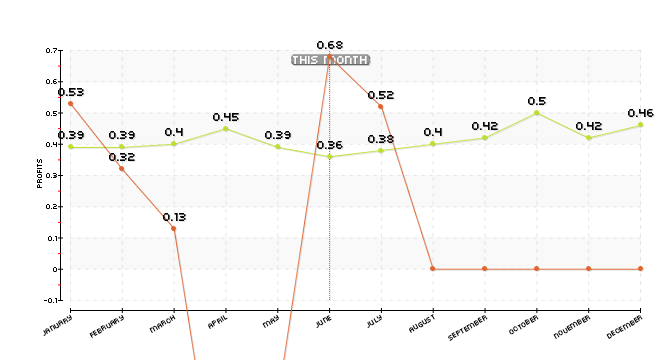 0.68
THIS MONTH
0.7
0.6
0.5
0.4
0.3
0.2
0.1
0
-0.1
PROFITS
0.53
0.32
0.13
0.52
0.39
0.39
0.4
0.45
0.39
0.36
0.38
0.4
0.42
0.5
0.42
0.46
JANUARY
FEBRUARY
MARCH
APRIL
MAY
JUNE
JULY
AUGUST
SEPTEMBER
OCTOBER
NOVEMBER
DECEMBER